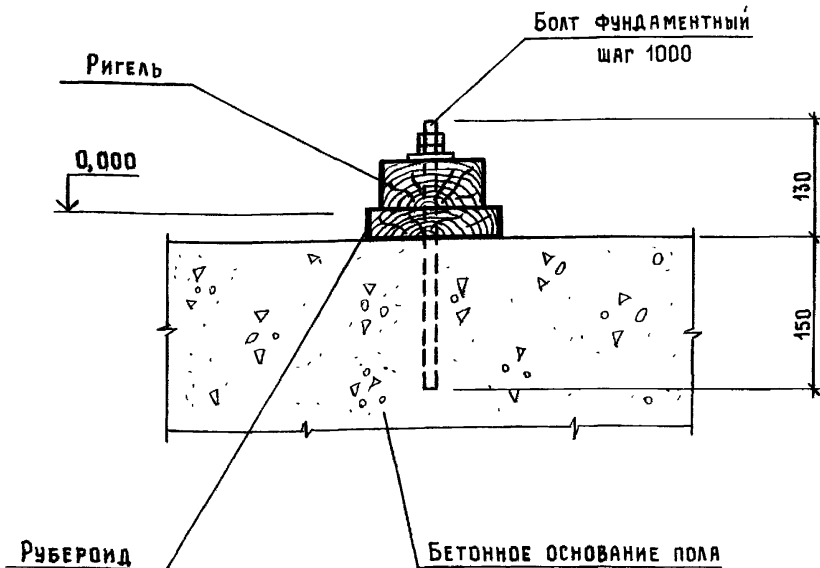 Болт фундаментный
шаг 1000
Ригель
0,000
130
150
Рубероид
Бетонное основание пола